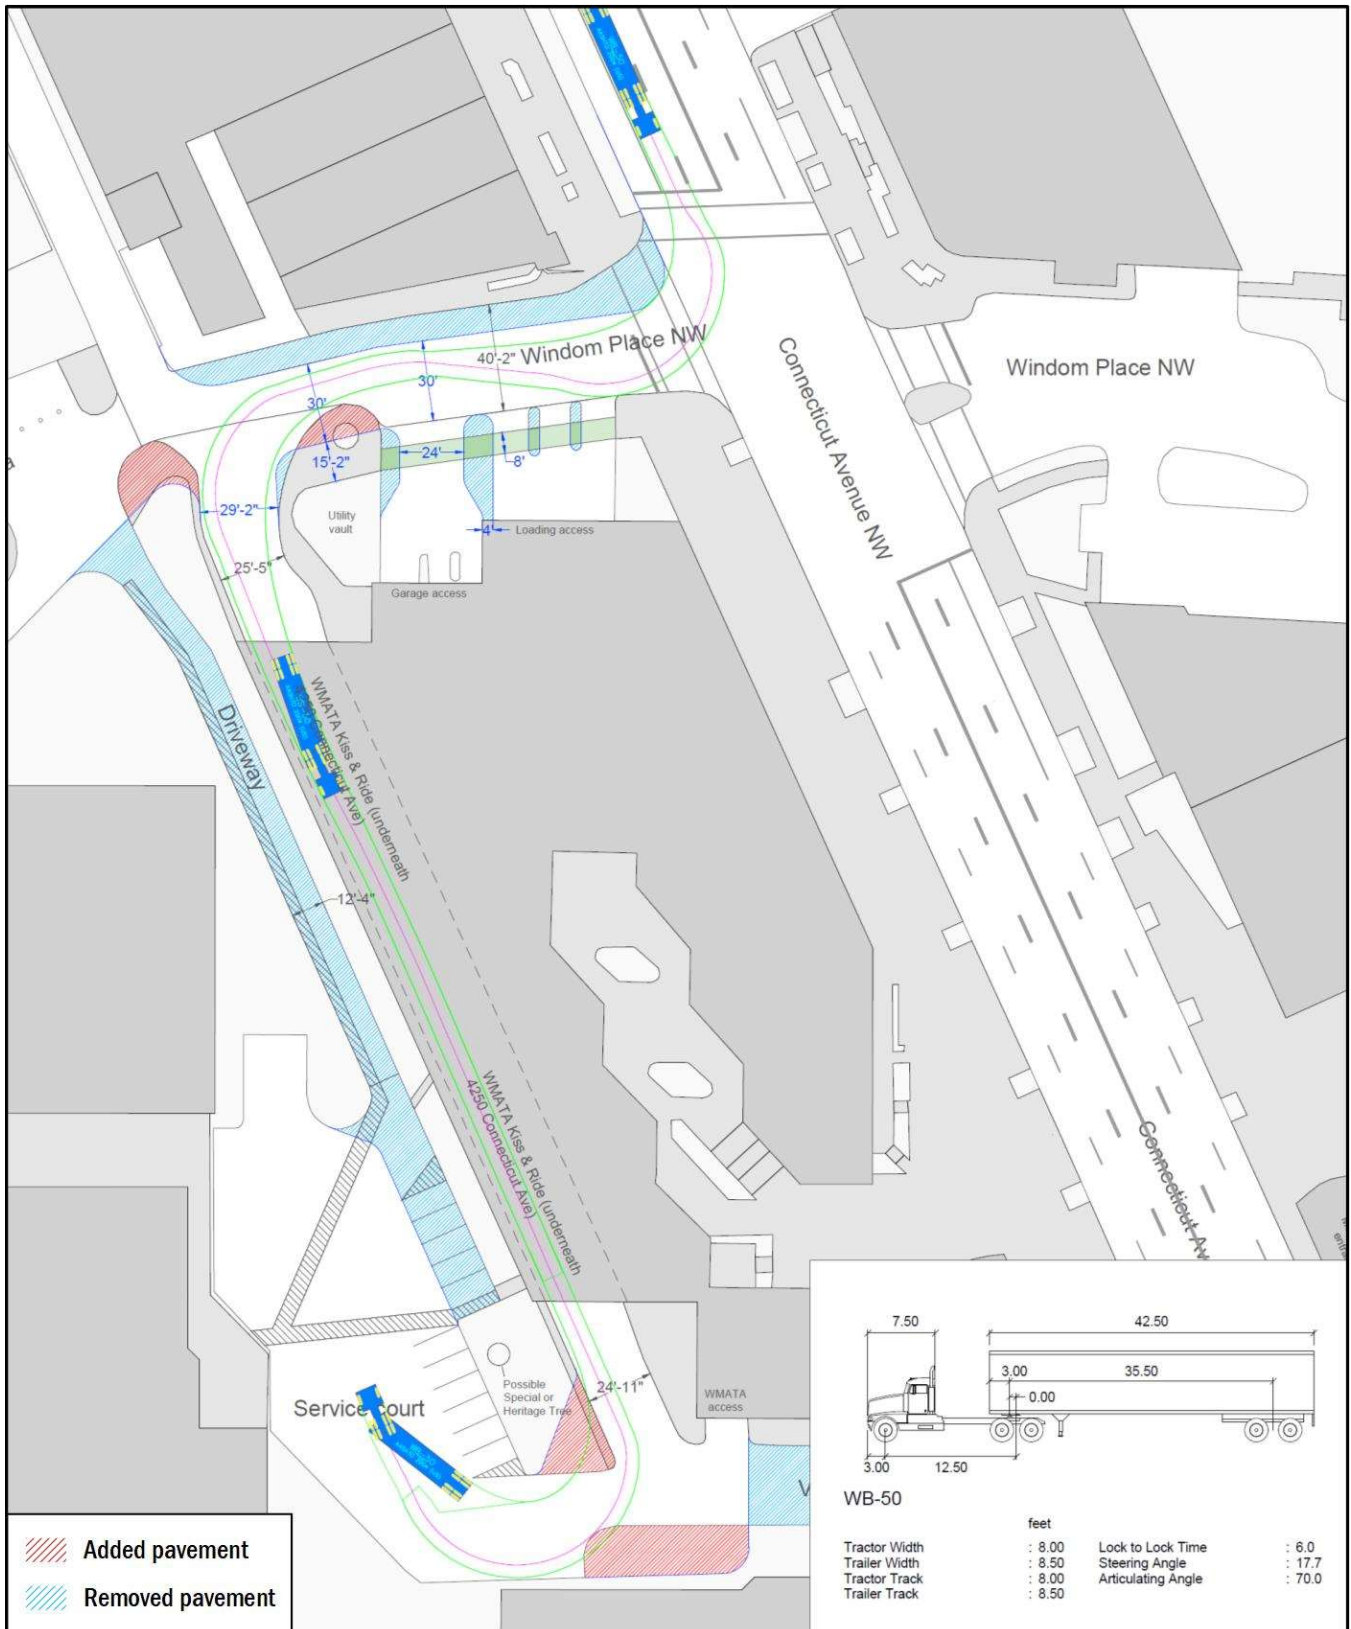 WB-50
40'-2" Windom Place NW
30'
30'
Connecticut Avenue NW
Windom Place NW
15'-2"
24'
8'
29'-2"
Utility
vault
4'
Loading access
25'-5"
Garage access
WMATA Kiss & Ride (underneath
4250 Connecticut Ave)
Driveway
12'-4"
WMATA Kiss & Ride (underneath
4250 Connecticut Ave)
Connecticut Av
Possible
Special or
Heritage Tree
24'-11"
WMATA
access
Service court
WB-50
7.50
42.50
3.00
35.50
0.00
3.00
12.50
WB-50
feet
Tractor Width : 8.00 Lock to Lock Time : 6.0
Trailer Width : 8.50 Steering Angle : 17.7
Tractor Track : 8.00 Articulating Angle : 70.0
Trailer Track : 8.50
Added pavement
Removed pavement